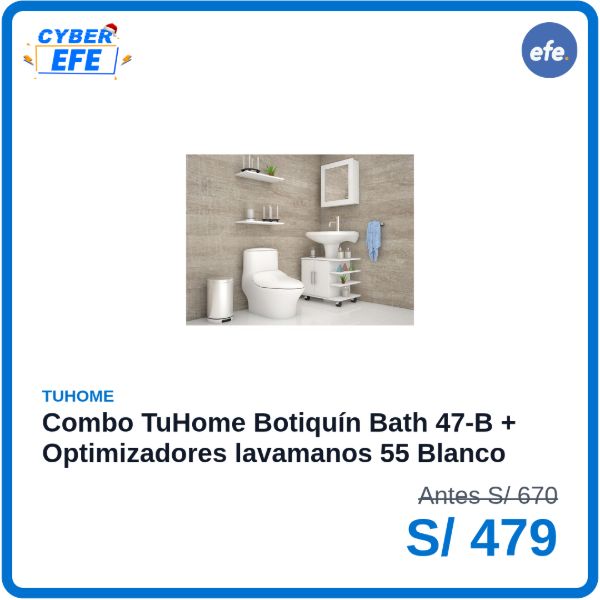 CYBER
EFE
efe.
TUHOME
Combo TuHome Botiquín Bath 47-B +
Optimizadores lavamanos 55 Blanco
Antes S/ 670
S/ 479